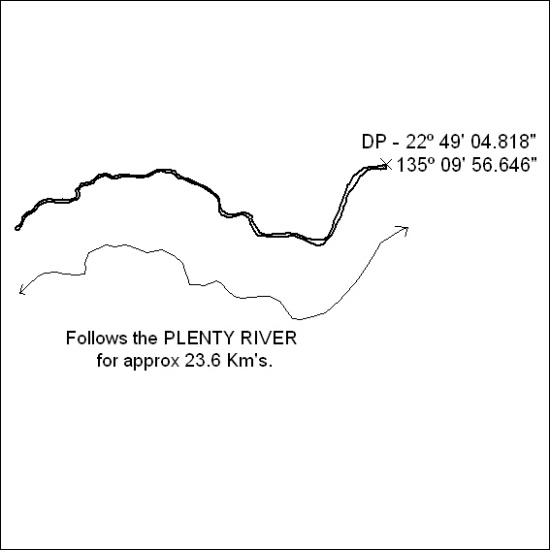 DP - 22º 49' 04.818"
135º 09' 56.646"
Follows the PLENTY RIVER
for approx 23.6 Km's.